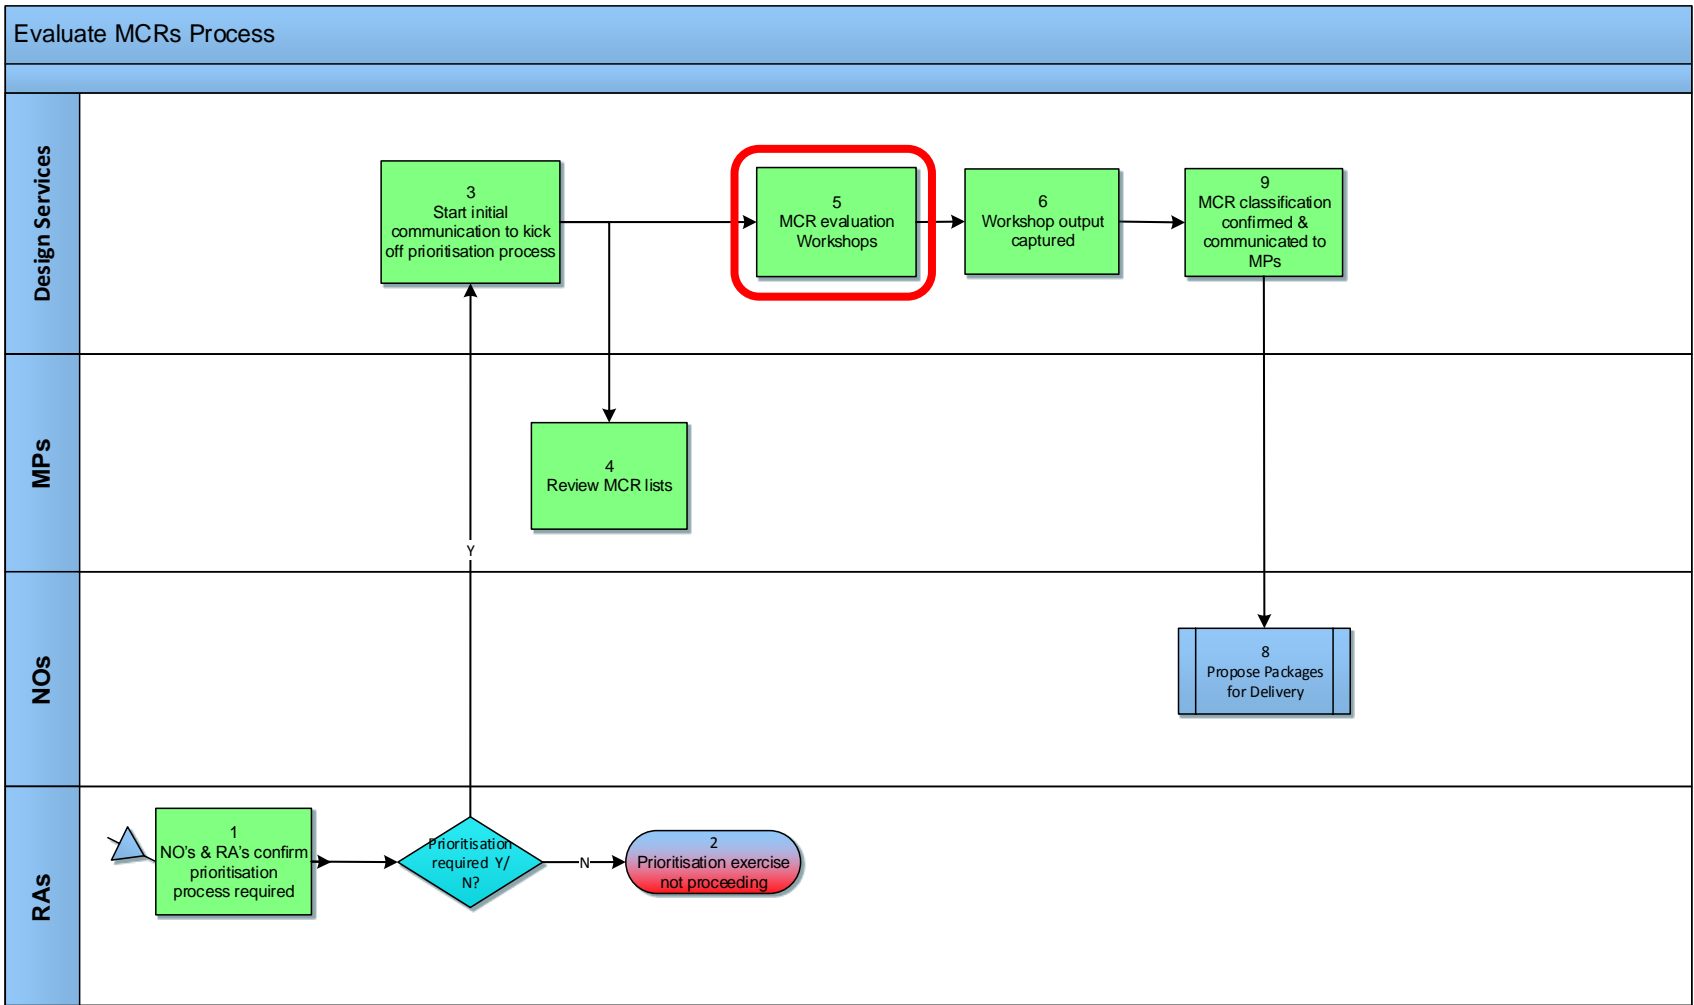 Evaluate MCRs Process
Design Services
3
Start initial
communication to kick
off prioritisation process
5
MCR evaluation
Workshops
6
Workshop output
captured
9
MCR classification
confirmed &
communicated to
MPs
MPs
4
Review MCR lists
Y
NOs
8
Propose Packages
for Delivery
RAs
1
NO's & RA's confirm
prioritisation
process required
Prioritisation
required Y/
N?
N
2
Prioritisation exercise
not proceeding